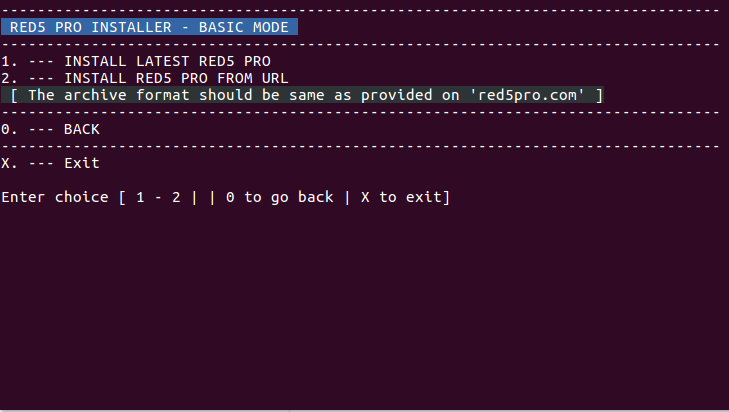 --------------------------------------------------------------------------------
RED5 PRO INSTALLER - BASIC MODE
--------------------------------------------------------------------------------
1. --- INSTALL LATEST RED5 PRO
2. --- INSTALL RED5 PRO FROM URL
[ The archive format should be same as provided on 'red5pro.com' ]
--------------------------------------------------------------------------------
0. --- BACK
--------------------------------------------------------------------------------
X. --- Exit
Enter choice [ 1 - 2 | | 0 to go back | X to exit]